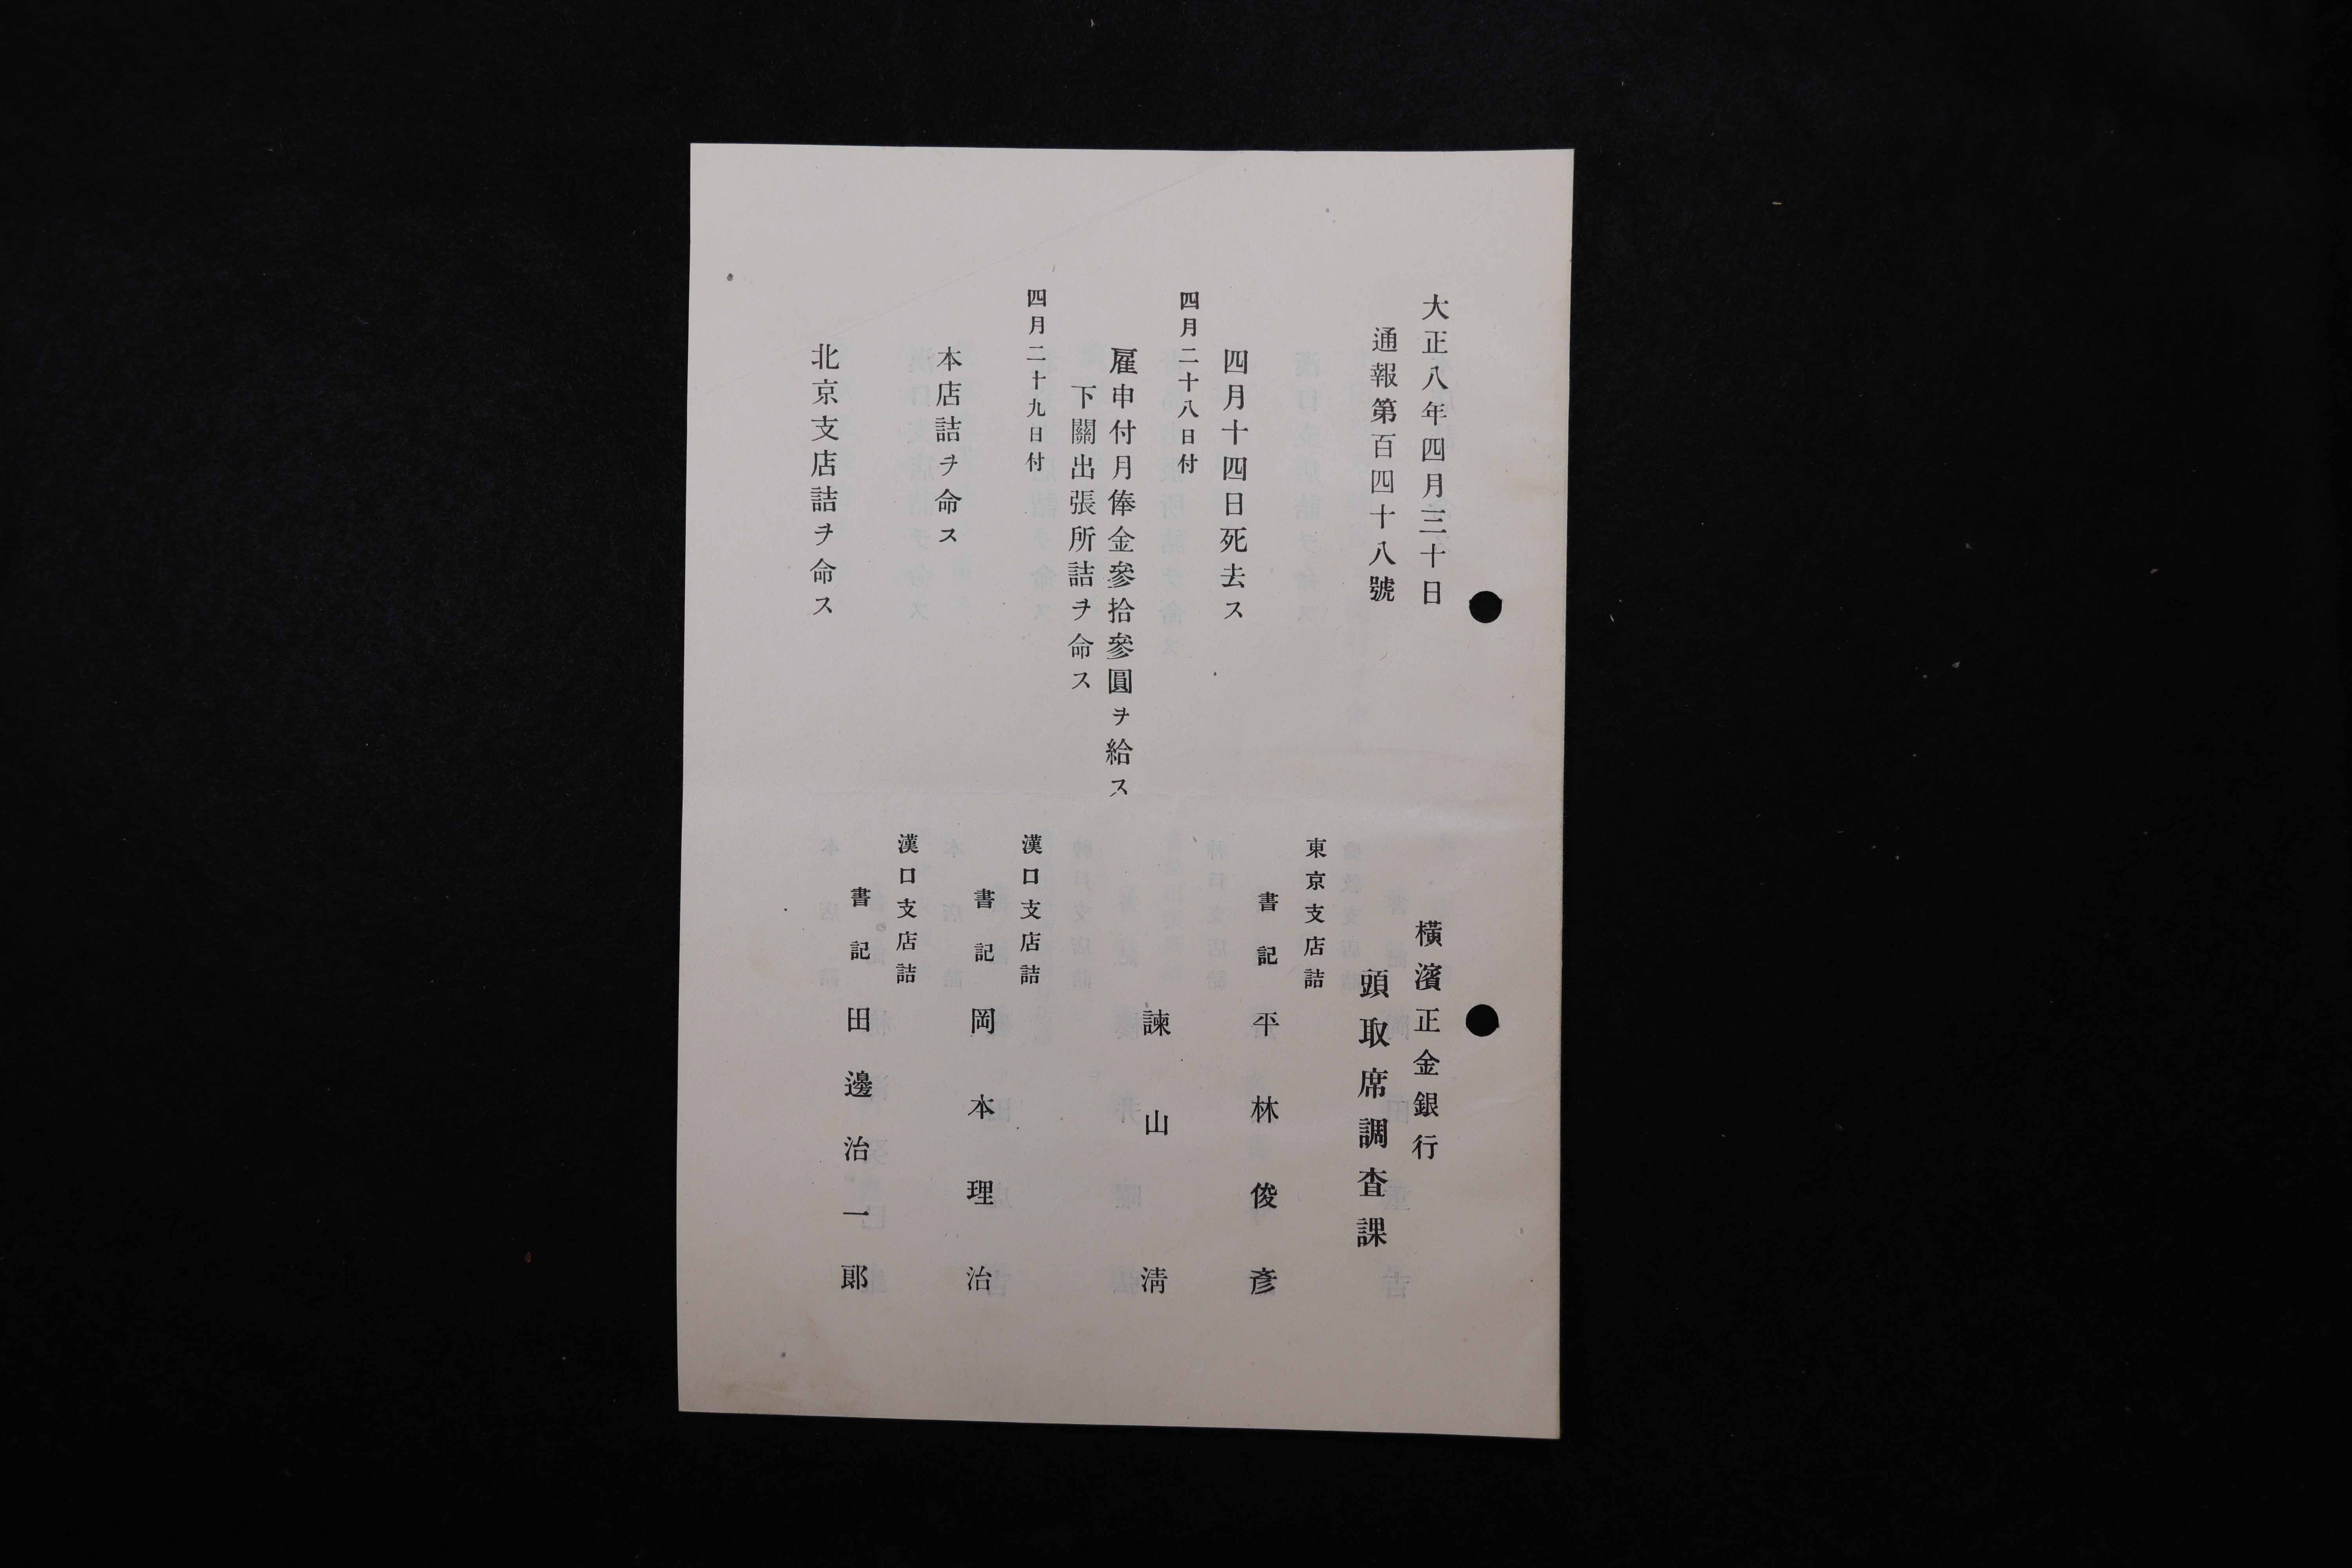 大正八年四月三十日
橫濱正金銀行
通報第百四十八號
頭取席調査課
東京支店詰
書記 平林俊彥
四月十四日死去ス
四月二十八日付
諫山淸
雇申付月俸金參拾參圓ヲ給ス
下關出張所詰ヲ命ス
四月二十九日付
漢口支店詰
書記 岡本理治
本店詰ヲ命ス
漢口支店詰
書記 田邊治一郎
北京支店詰ヲ命ス